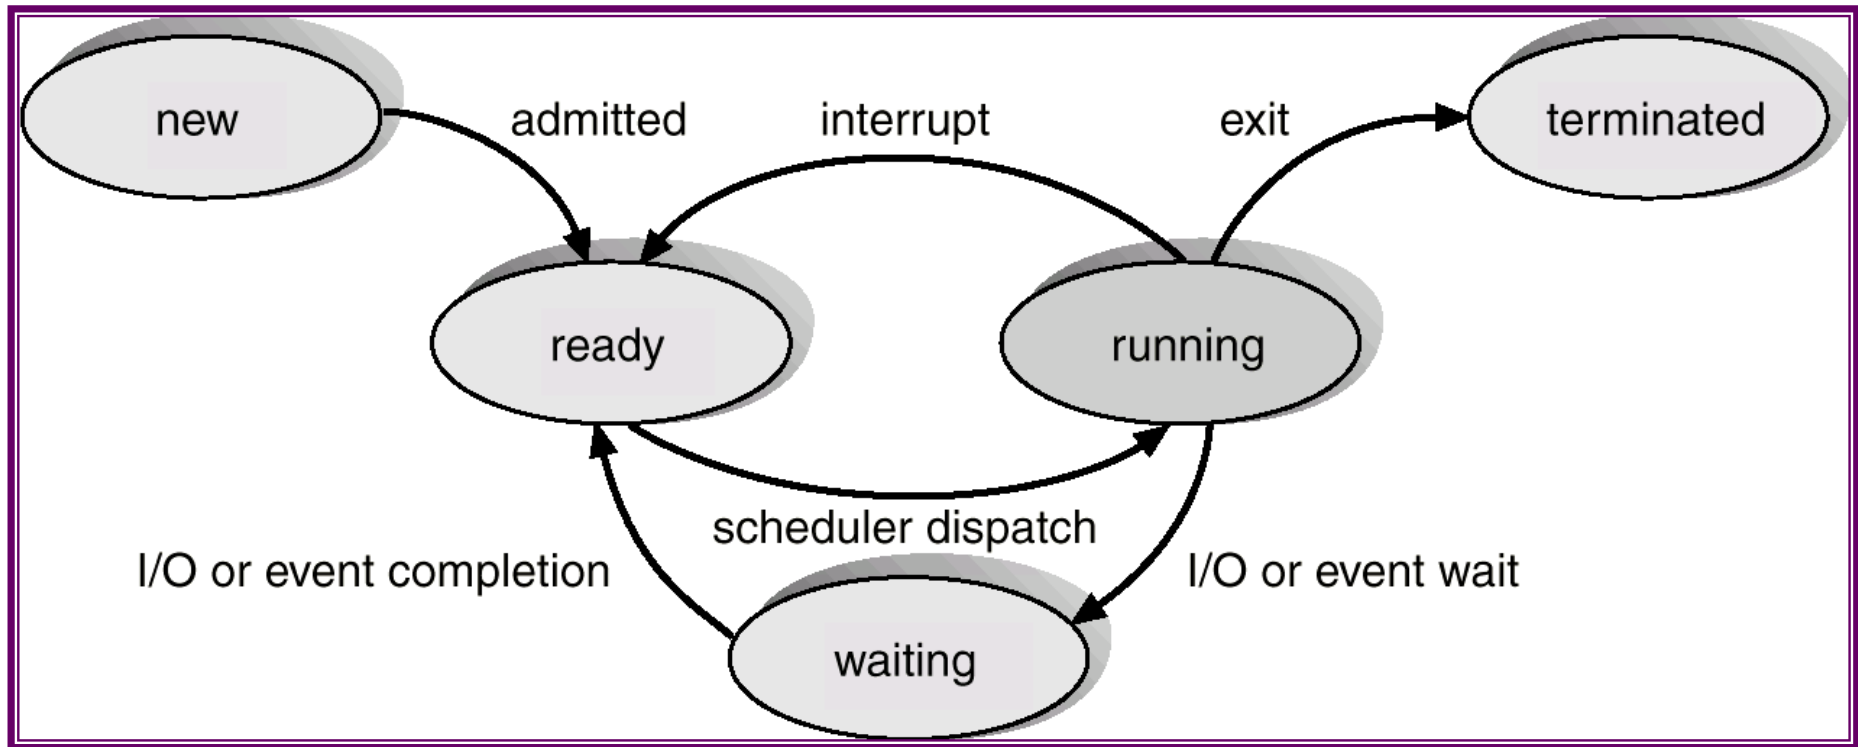 new
admitted
interrupt
exit
terminated
ready
running
scheduler dispatch
I/O or event completion
I/O or event wait
waiting